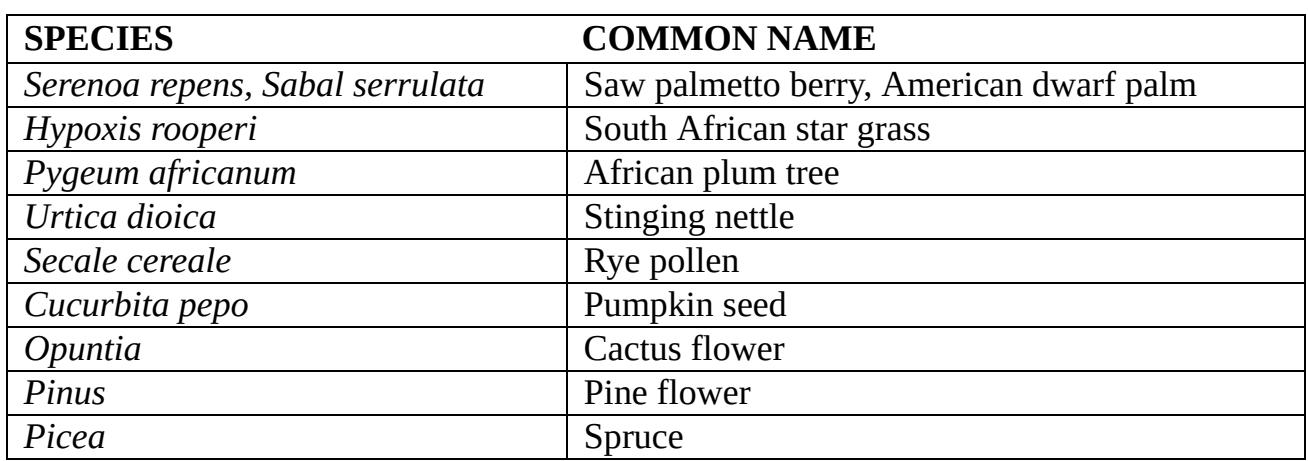 SPECIES COMMON NAME
Serenoa repens, Sabal serrulata Saw palmetto berry, American dwarf palm
Hypoxis rooperi South African star grass
Pygeum africanum African plum tree
Urtica dioica Stinging nettle
Secale cereale Rye pollen
Cucurbita pepo Pumpkin seed
Opuntia Cactus flower
Pinus Pine flower
Picea Spruce